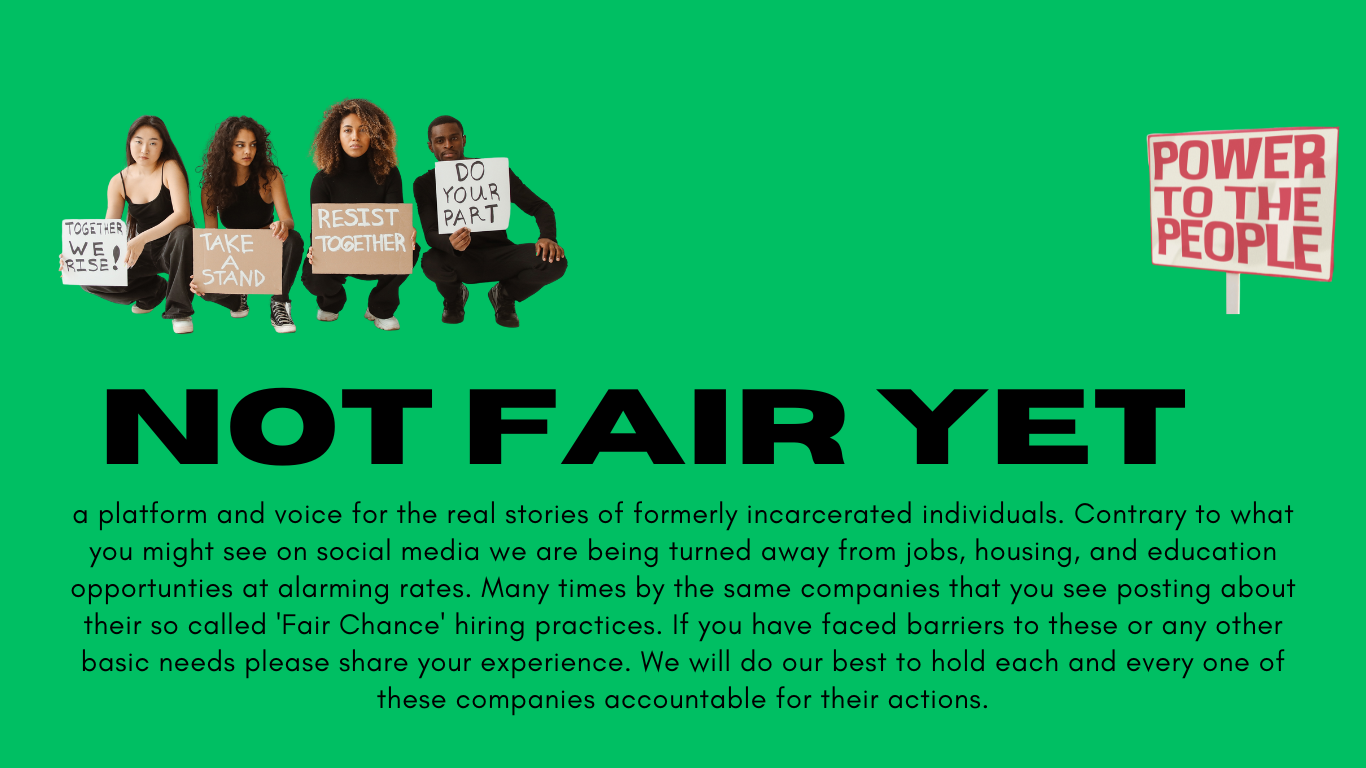 TOGETHER
WE
RISE!
TAKE
A
STAND
RESIST
TOGETHER
DO
YOUR
PART
POWER
TO THE
PEOPLE
NOT FAIR YET
a platform and voice for the real stories of formerly incarcerated individuals. Contrary to what
you might see on social media we are being turned away from jobs, housing, and education
opportunties at alarming rates. Many times by the same companies that you see posting about
their so called 'Fair Chance' hiring practices. If you have faced barriers to these or any other
basic needs please share your experience. We will do our best to hold each and every one of
these companies accountable for their actions.